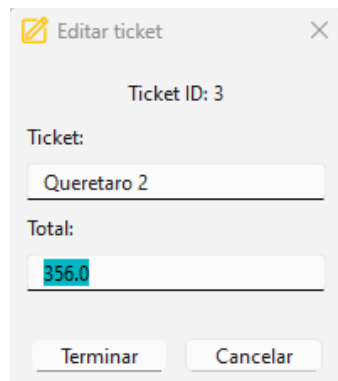 Editar ticket
Ticket ID: 3
Ticket:
Queretaro 2
Total:
356.0
Terminar
Cancelar